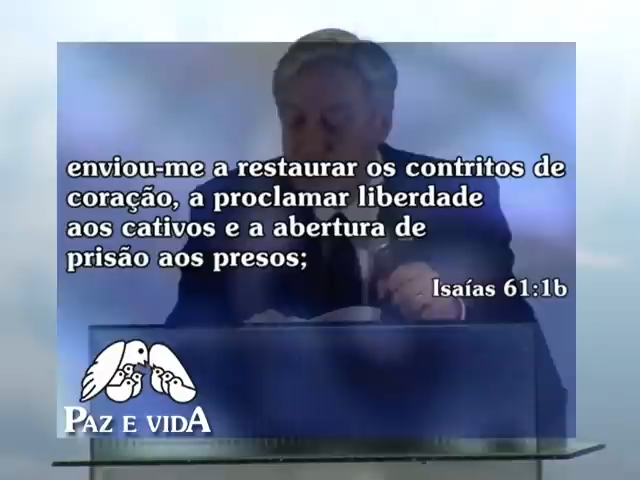 enviou-me a restaurar os contritos de
coração, a proclamar liberdade
aos cativos e a abertura de
prisão aos presos;
Isaías 61:1b
PAZ E VIDA